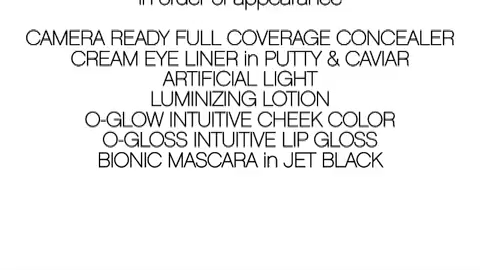 in order of appearance
CAMERA READY FULL COVERAGE CONCEALER
CREAM EYE LINER in PUTTY & CAVIAR
ARTIFICIAL LIGHT
LUMINIZING LOTION
O-GLOW INTUITIVE CHEEK COLOR
O-GLOSS INTUITIVE LIP GLOSS
BIONIC MASCARA in JET BLACK